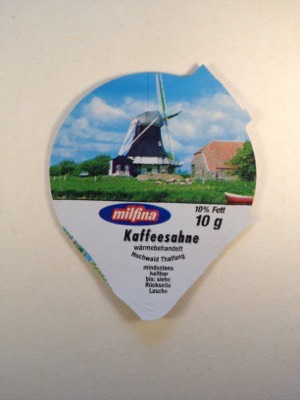 milfina
10% Fett
10 g
Kaffeesahne
wärmebehandelt
Hochwald Thalfang
mindestens
haltbar
bis: siehe
Rückseite
Lasche